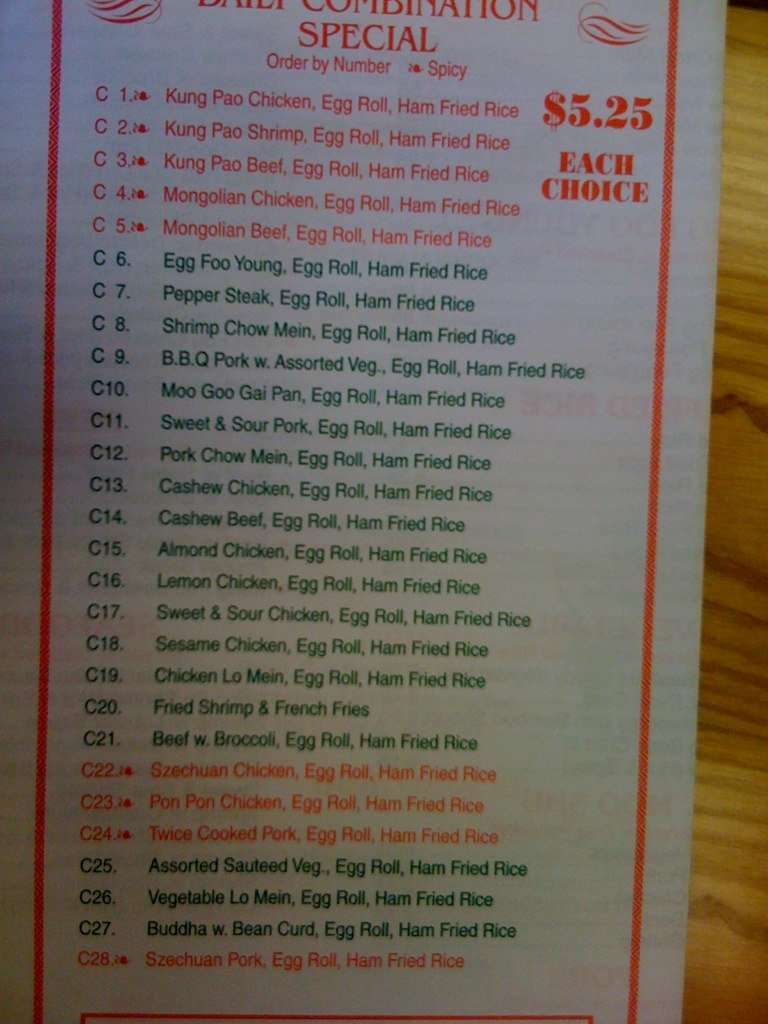 DAILY COMBINATION
SPECIAL
Order by Number Spicy
$5.25
EACH
CHOICE
C 1. Kung Pao Chicken, Egg Roll, Ham Fried Rice
C 2. Kung Pao Shrimp, Egg Roll, Ham Fried Rice
C 3. Kung Pao Beef, Egg Roll, Ham Fried Rice
C 4. Mongolian Chicken, Egg Roll, Ham Fried Rice
C 5. Mongolian Beef, Egg Roll, Ham Fried Rice
C 6. Egg Foo Young, Egg Roll, Ham Fried Rice
C 7. Pepper Steak, Egg Roll, Ham Fried Rice
C 8. Shrimp Chow Mein, Egg Roll, Ham Fried Rice
C 9. B.B.Q Pork w. Assorted Veg., Egg Roll, Ham Fried Rice
C10. Moo Goo Gai Pan, Egg Roll, Ham Fried Rice
C11. Sweet & Sour Pork, Egg Roll, Ham Fried Rice
C12. Pork Chow Mein, Egg Roll, Ham Fried Rice
C13. Cashew Chicken, Egg Roll, Ham Fried Rice
C14. Cashew Beef, Egg Roll, Ham Fried Rice
C15. Almond Chicken, Egg Roll, Ham Fried Rice
C16. Lemon Chicken, Egg Roll, Ham Fried Rice
C17. Sweet & Sour Chicken, Egg Roll, Ham Fried Rice
C18. Sesame Chicken, Egg Roll, Ham Fried Rice
C19. Chicken Lo Mein, Egg Roll, Ham Fried Rice
C20. Fried Shrimp & French Fries
C21. Beef w. Broccoli, Egg Roll, Ham Fried Rice
C22. Szechuan Chicken, Egg Roll, Ham Fried Rice
C23. Pon Pon Chicken, Egg Roll, Ham Fried Rice
C24. Twice Cooked Pork, Egg Roll, Ham Fried Rice
C25. Assorted Sauteed Veg., Egg Roll, Ham Fried Rice
C26. Vegetable Lo Mein, Egg Roll, Ham Fried Rice
C27. Buddha w. Bean Curd, Egg Roll, Ham Fried Rice
C28. Szechuan Pork, Egg Roll, Ham Fried Rice